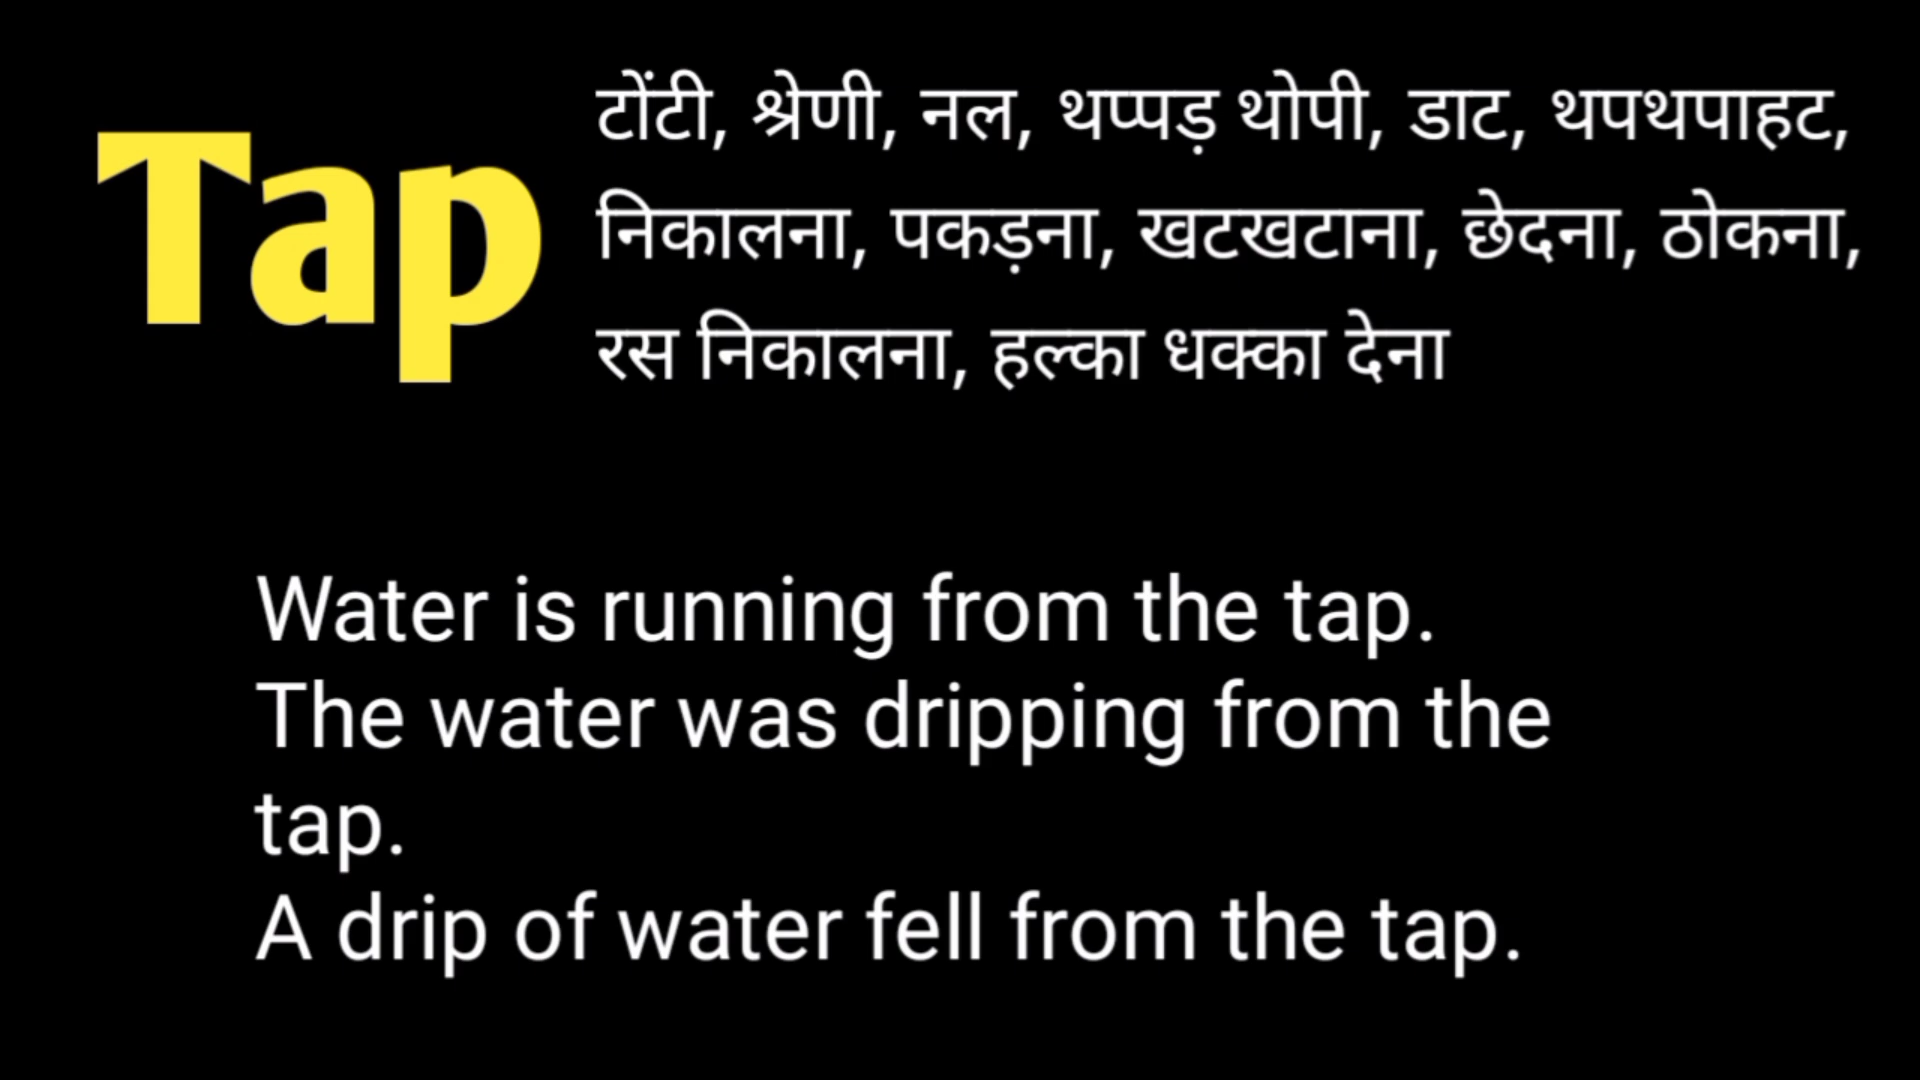 Tap
टोंटी, श्रेणी, नल, थप्पड़ थोपी, डाट, थपथपाहट,
निकालना, पकड़ना, खटखटाना, छेदना, ठोकना,
रस निकालना, हल्का धक्का देना
Water is running from the tap.
The water was dripping from the
tap.
A drip of water fell from the tap.